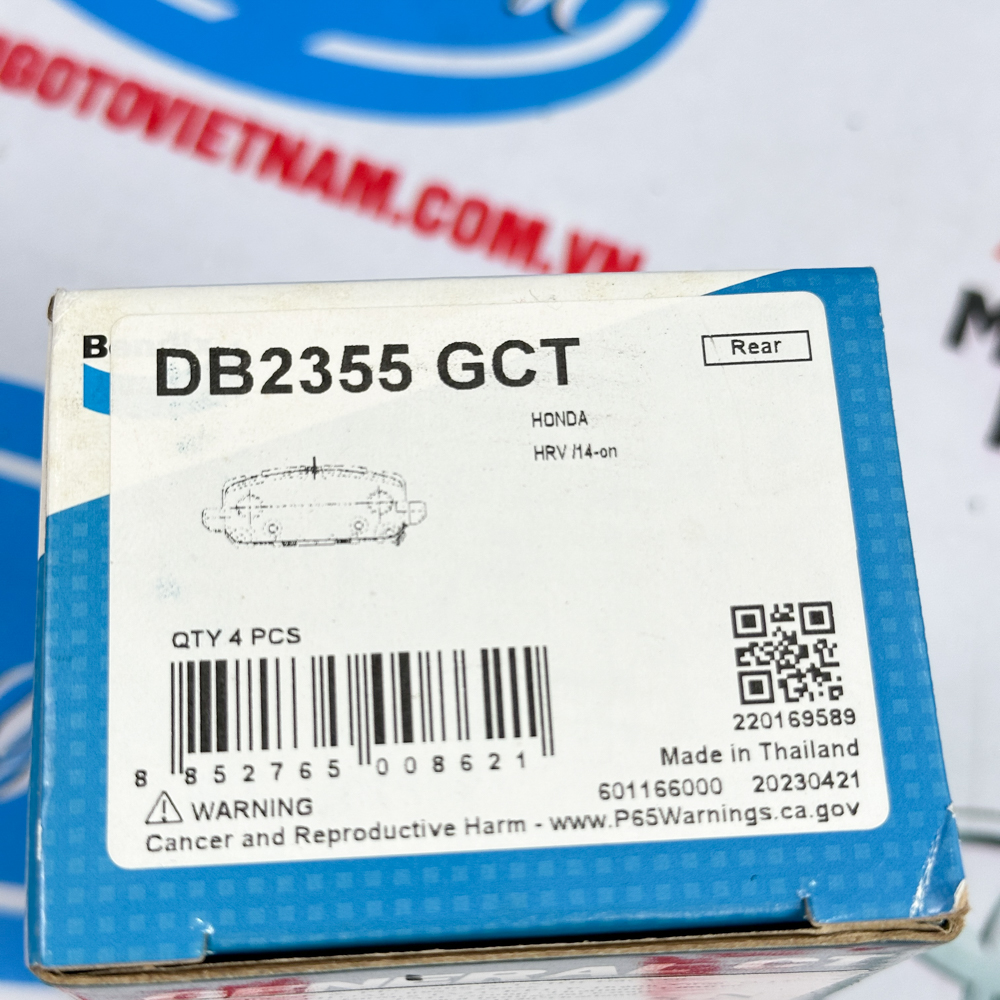 GOTOVIETNAM.COM.VN
DB2355 GCT
Rear
HONDA
HRV /14-on
QTY 4 PCS
8 852765 008621
220169589
Made in Thailand
601166000 20230421
WARNING
Cancer and Reproductive Harm - www.P65Warnings.ca.gov